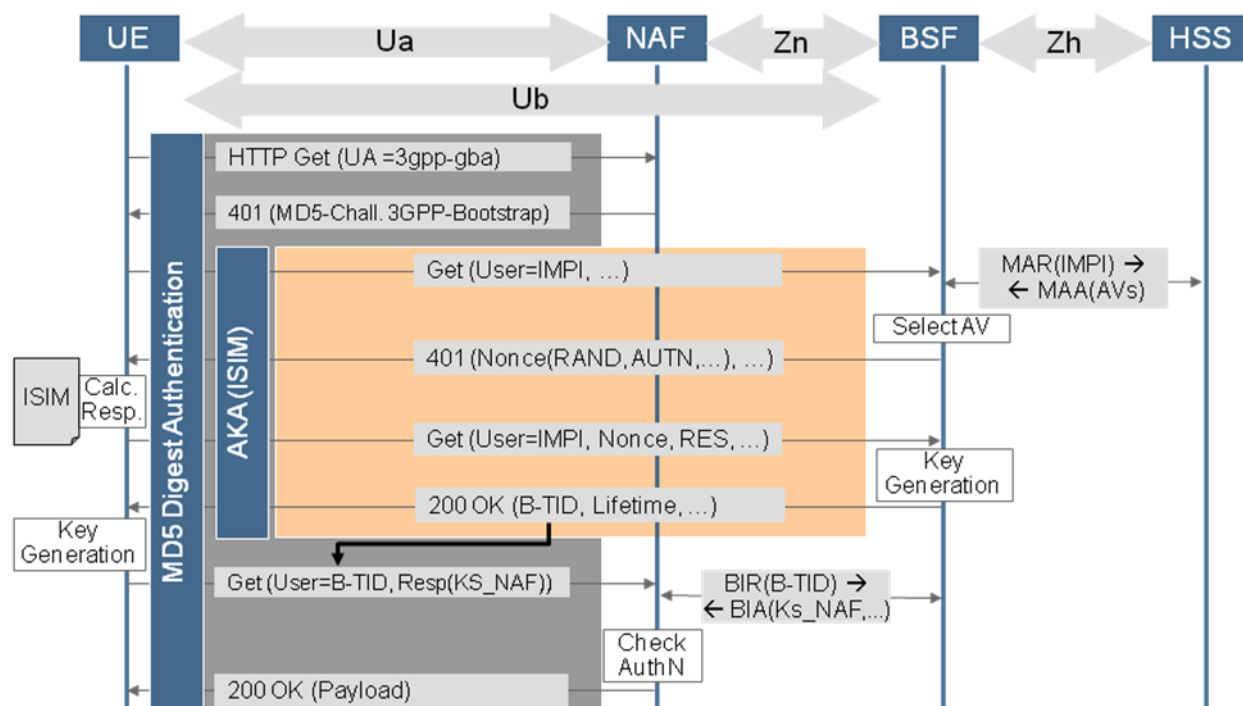 UE
Ua
NAF
Zn
BSF
Zh
HSS
Ub
HTTP Get (UA =3gpp-gba)
401 (MD5-Chall. 3GPP-Bootstrap)
MD5 Digest Authentication
AKA (ISIM)
Get (User=IMPI, …)
MAR(IMPI) →
← MAA(AVs)
Select AV
401 (Nonce(RAND, AUTN,…), …)
ISIM
Calc.
Resp.
Get (User=IMPI, Nonce, RES, …)
Key
Generation
200 OK (B-TID, Lifetime, …)
Key
Generation
Get (User=B-TID, Resp(KS_NAF))
BIR(B-TID) →
← BIA(Ks_NAF,…)
Check
AuthN
200 OK (Payload)